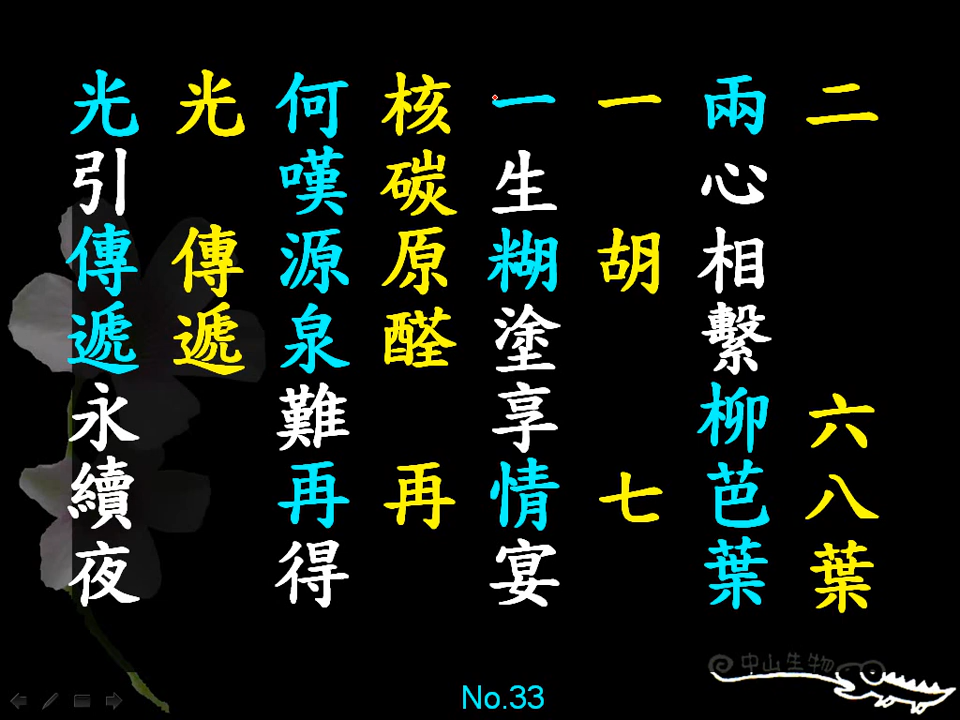 二 六八葉
兩心相繫柳芭葉
一 胡 七
一生糊塗享情宴
核碳原醛 再
何嘆源泉難再得
光 傳遞
光引傳遞永續夜
中山生物
No.33